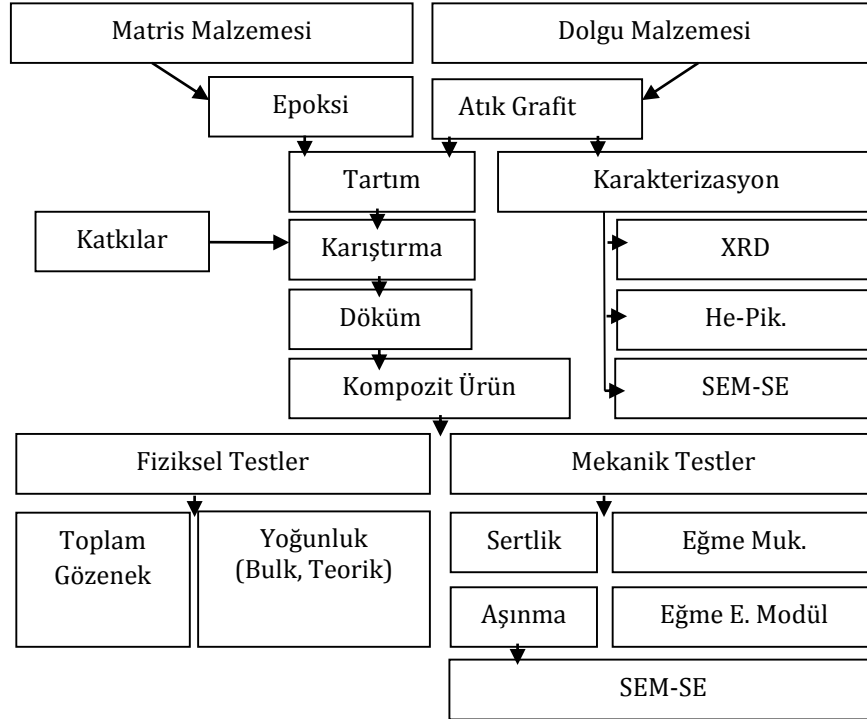 Matris Malzemesi
Dolgu Malzemesi
Epoksi
Atık Grafit
Tartım
Karakterizasyon
Katkılar
Karıştırma
XRD
Döküm
He-Pik.
Kompozit Ürün
SEM-SE
Fiziksel Testler
Mekanik Testler
Toplam
Gözenek
Yoğunluk
(Bulk, Teorik)
Sertlik
Eğme Muk.
Aşınma
Eğme E. Modül
SEM-SE